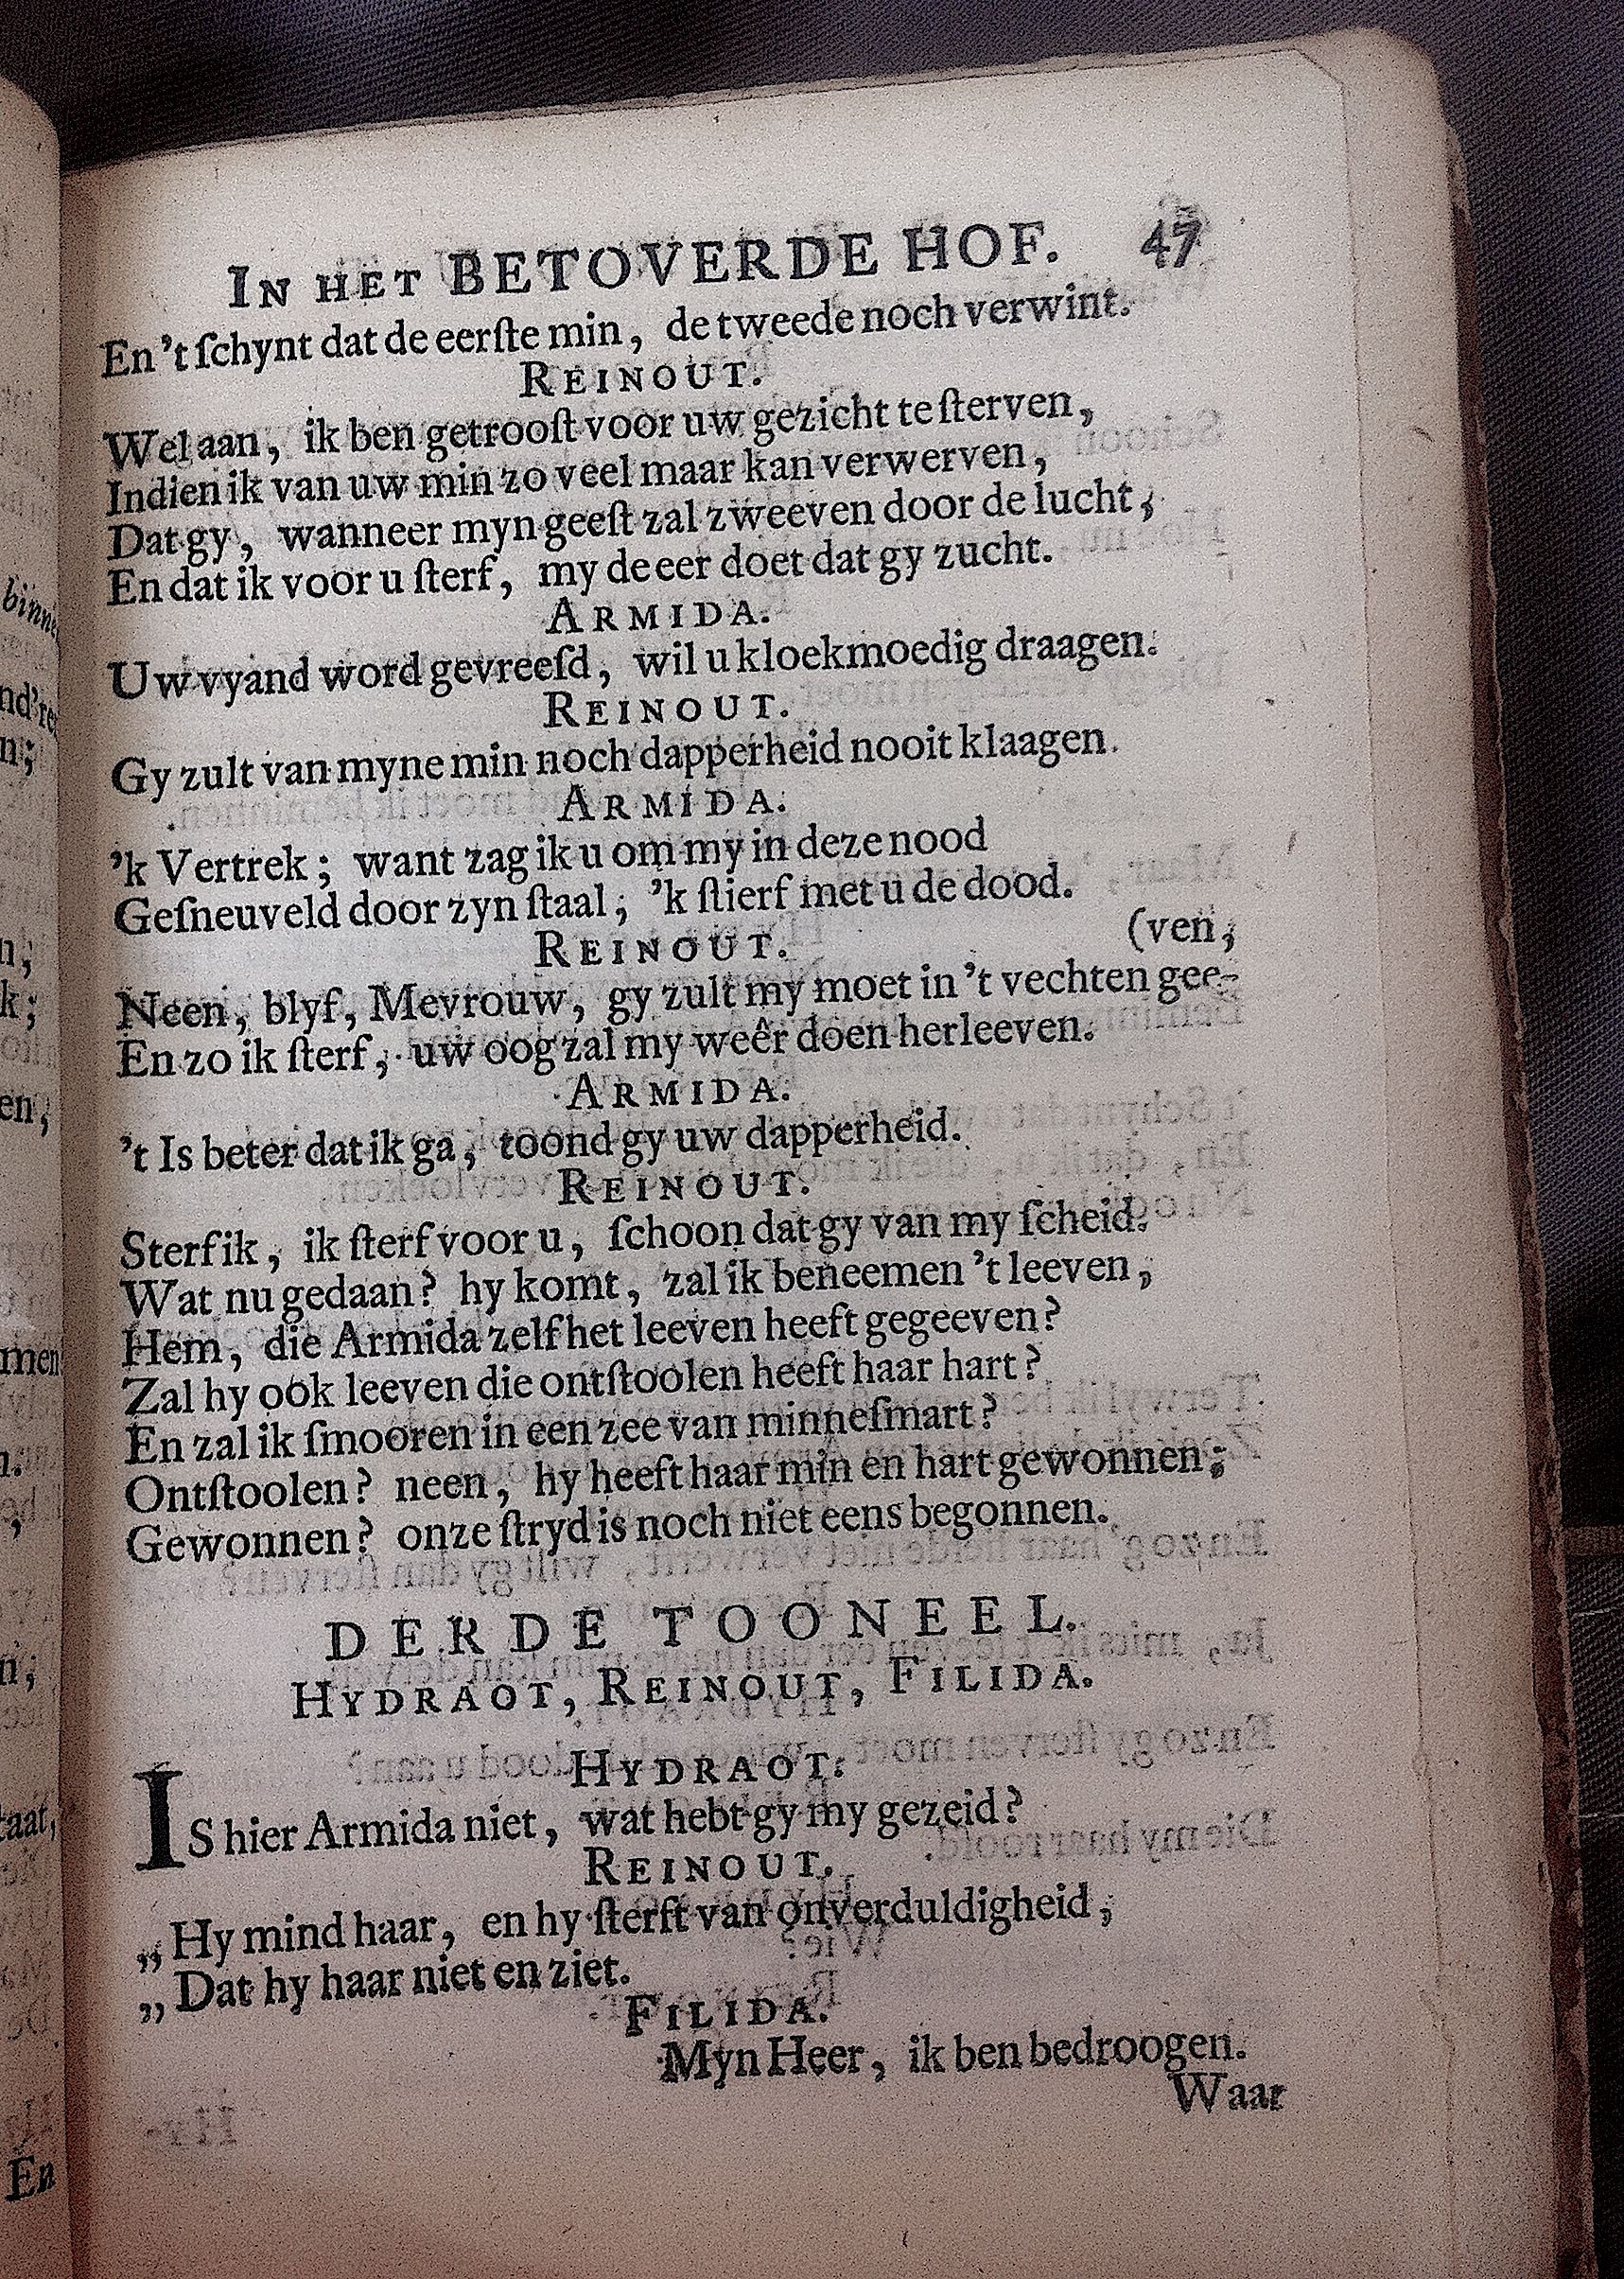 In het BETOVERDE HOF. 47
En 't ſchynt dat de eerſte min, de tweede noch verwint.
Reinout.
Wel aan, ik ben getrooſt voor uw gezicht te ſterven,
Indien ik van uw min zo veel maar kan verwerven,
Dat gy, wanneer myn geeſt zal zweeven door de lucht,
En dat ik voor u ſterf, my de eer doet dat gy zucht.
Armida.
Uw vyand word gevreeſd, wil u kloekmoedig draagen.
Reinout.
Gy zult van myne min noch dapperheid nooit klaagen.
Armida.
'k Vertrek; want zag ik u om my in deze nood
Geſneuveld door zyn ſtaal, 'k ſtierf met u de dood.
Reinout. (ven,
Neen, blyf, Mevrouw, gy zult my moet in 't vechten gee-
En zo ik ſterf, uw oog zal my weêr doen herleeven.
Armida.
't Is beter dat ik ga, toond gy uw dapperheid.
Reinout.
Sterf ik, ik ſterf voor u, ſchoon dat gy van my ſcheid.
Wat nu gedaan? hy komt, zal ik beneemen 't leeven,
Hem, die Armida zelf het leeven heeft gegeeven?
Zal hy ook leeven die ontſtoolen heeft haar hart?
En zal ik ſmooren in een zee van minneſmart?
Ontſtoolen? neen, hy heeft haar min en hart gewonnen;
Gewonnen? onze ſtryd is noch niet eens begonnen.
DERDE TOONEEL.
Hydraot, Reinout, Filida.
Hydraot.
IS hier Armida niet, wat hebt gy my gezeid?
Reinout.
„ Hy mind haar, en hy ſterft van onverduldigheid,
„ Dat hy haar niet en ziet.
Filida.
Myn Heer, ik ben bedroogen.
Waar